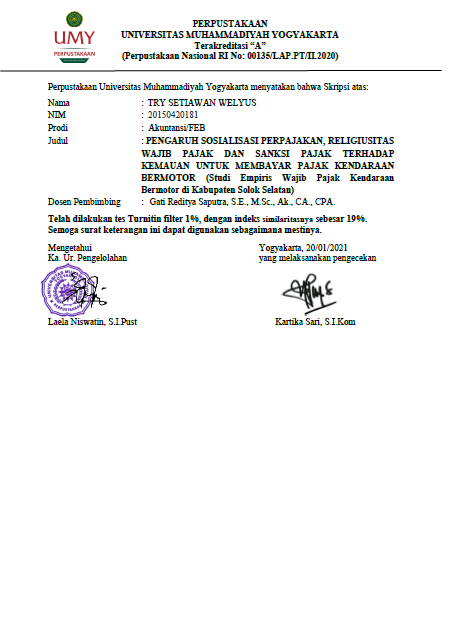 UMY
PERPUSTAKAAN
PERPUSTAKAAN
UNIVERSITAS MUHAMMADIYAH YOGYAKARTA
Terakreditasi “A”
(Perpustakaan Nasional RI No: 00135/LAP.PT/II.2020)
Perpustakaan Universitas Muhammadiyah Yogyakarta menyatakan bahwa Skripsi atas:
Nama : TRY SETIAWAN WELYUS
NIM : 20150420181
Prodi : Akuntansi/FEB
Judul : PENGARUH SOSIALISASI PERPAJAKAN, RELIGIUSITAS
WAJIB PAJAK DAN SANKSI PAJAK TERHADAP
KEMAUAN UNTUK MEMBAYAR PAJAK KENDARAAN
BERMOTOR (Studi Empiris Wajib Pajak Kendaraan
Bermotor di Kabupaten Solok Selatan)
Dosen Pembimbing : Gati Reditya Saputra, S.E., M.Sc., Ak., CA., CPA.
Telah dilakukan tes Turnitin filter 1%, dengan indeks similaritasnya sebesar 19%.
Semoga surat keterangan ini dapat digunakan sebagaimana mestinya.
Mengetahui Yogyakarta, 20/01/2021
Ka. Ur. Pengelolahan yang melaksanakan pengecekan
Laela Niswatin, S.I.Pust Kartika Sari, S.I.Kom